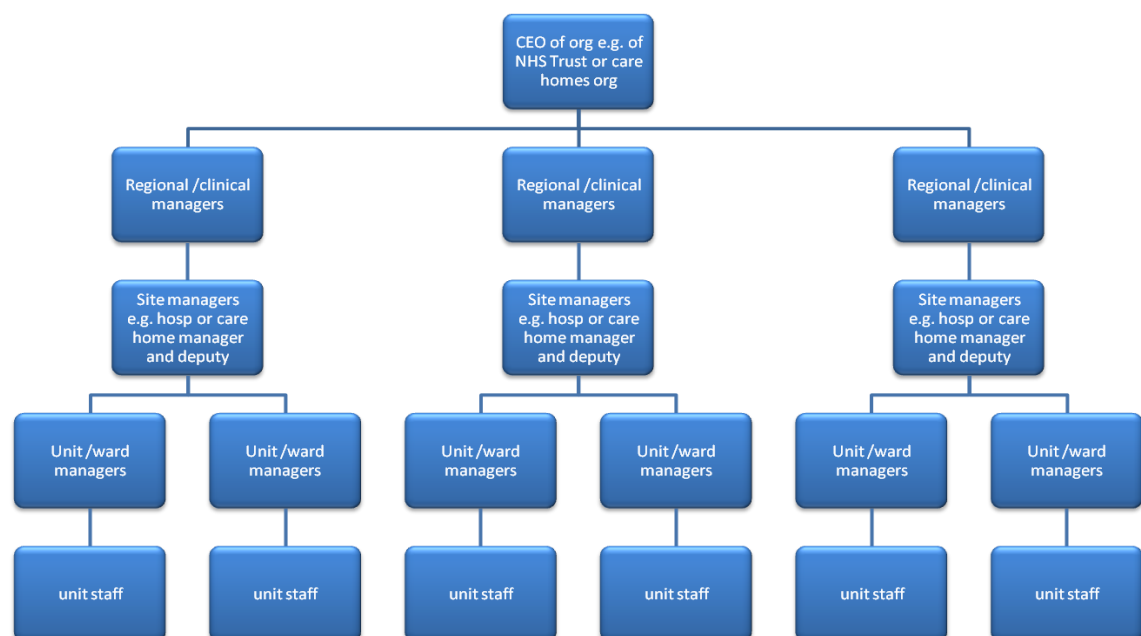 CEO of org e.g. of
NHS Trust or care
homes org
Regional /clinical
managers
Regional /clinical
managers
Regional /clinical
managers
Site managers
e.g. hosp or care
home manager
and deputy
Site managers
e.g. hosp or care
home manager
and deputy
Site managers
e.g. hosp or care
home manager
and deputy
Unit /ward
managers
Unit /ward
managers
Unit /ward
managers
Unit /ward
managers
Unit /ward
managers
Unit /ward
managers
unit staff
unit staff
unit staff
unit staff
unit staff
unit staff